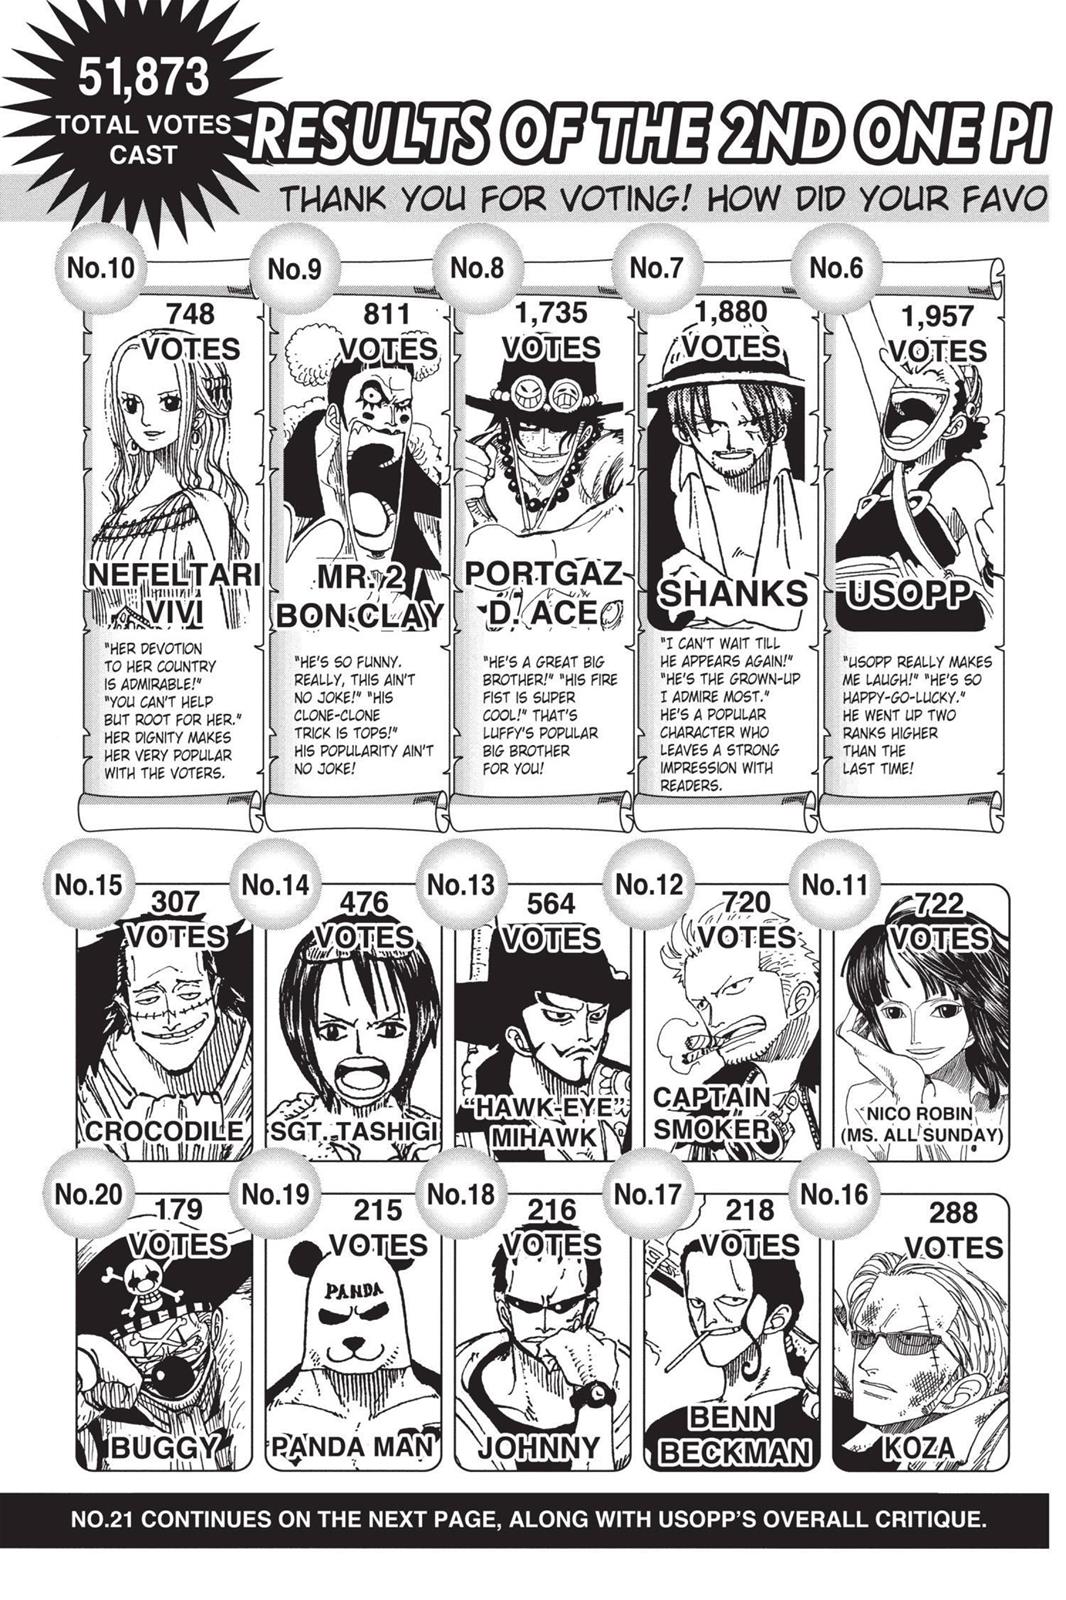 51,873
TOTAL VOTES
CAST
RESULTS OF THE 2ND ONE PI
THANK YOU FOR VOTING! HOW DID YOUR FAVO
No.10
748
VOTES
NEFELTARI
VIVI
"HER DEVOTION
TO HER COUNTRY
IS ADMIRABLE!"
"YOU CAN'T HELP
BUT ROOT FOR HER."
HER DIGNITY MAKES
HER VERY POPULAR
WITH THE VOTERS.
No.9
811
VOTES
MR. 2
BON CLAY
"HE'S SO FUNNY.
REALLY, THIS AIN'T
NO JOKE!" "HIS
CLONE-CLONE
TRICK IS TOPS!"
HIS POPULARITY AIN'T
NO JOKE!
No.8
1,735
VOTES
PORTGAZ
D. ACE
"HE'S A GREAT BIG
BROTHER!" "HIS FIRE
FIST IS SUPER
COOL!" THAT'S
LUFFY'S POPULAR
BIG BROTHER
FOR YOU!
No.7
1,880
VOTES
SHANKS
"I CAN'T WAIT TILL
HE APPEARS AGAIN!"
"HE'S THE GROWN-UP
I ADMIRE MOST."
HE'S A POPULAR
CHARACTER WHO
LEAVES A STRONG
IMPRESSION WITH
READERS.
No.6
1,957
VOTES
USOPP
"USOPP REALLY MAKES
ME LAUGH!" "HE'S SO
HAPPY-GO-LUCKY."
HE WENT UP TWO
RANKS HIGHER
THAN THE
LAST TIME!
No.15
307
VOTES
CROCODILE
No.14
476
VOTES
SGT. TASHIGI
No.13
564
VOTES
"HAWK-EYE"
MIHAWK
No.12
720
VOTES
CAPTAIN
SMOKER
No.11
722
VOTES
NICO ROBIN
(MS. ALL SUNDAY)
No.20
179
VOTES
BUGGY
No.19
215
VOTES
PANDA
PANDA MAN
No.18
216
VOTES
JOHNNY
No.17
218
VOTES
BENN
BECKMAN
No.16
288
VOTES
KOZA
NO.21 CONTINUES ON THE NEXT PAGE, ALONG WITH USOPP'S OVERALL CRITIQUE.